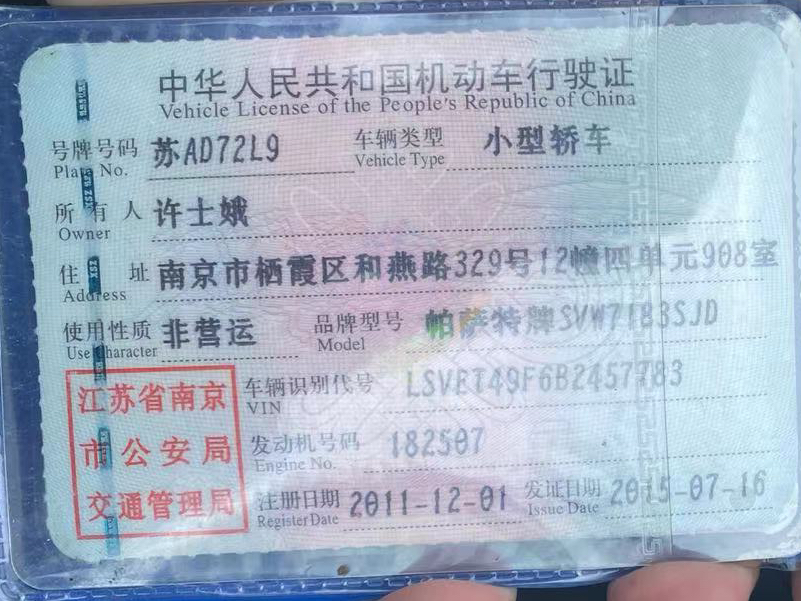 中华人民共和国机动车行驶证
Vehicle License of the People's Republic of China
号牌号码 苏AD72L9 车辆类型 小型轿车
Plate No. Vehicle Type
所有人 许士娥
Owner
住址 南京市栖霞区和燕路329号12幢四单元908室
Address
使用性质 非营运 品牌型号 帕萨特牌SVW7183SJD
Use Character Model
江苏省南京
市公安局
交通管理局
车辆识别代号 LSVET49F6B2457783
VIN
发动机号码 182507
Engine No.
注册日期 2011-12-01 发证日期 2015-07-16
Register Date Issue Date